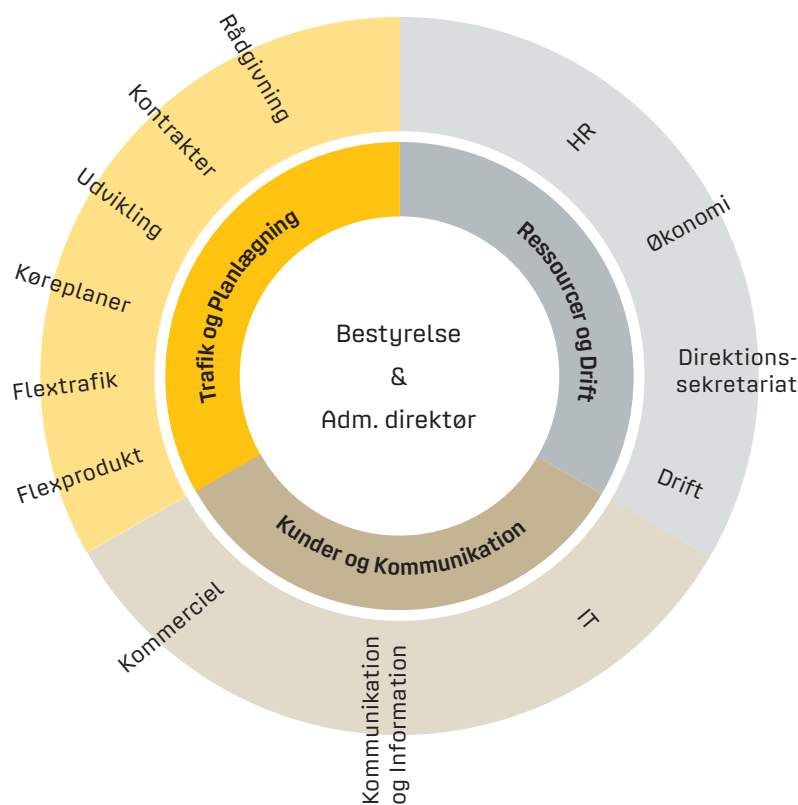 Bestyrelse
&
Adm. direktør
Trafik og Planlægning
Ressourcer og Drift
Kunder og Kommunikation
Rådgivning
Kontrakter
Udvikling
Køreplaner
Flextrafik
Flexprodukt
HR
Økonomi
Direktions-
sekretariat
Drift
IT
Kommunikation
og Information
Kommerciel